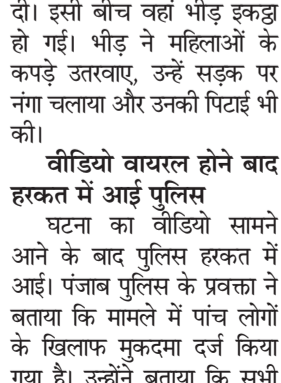 दी। इसी बीच वहां भीड़ इकट्ठा
हो गई। भीड़ ने महिलाओं के
कपड़े उतरवाए, उन्हें सड़क पर
नंगा चलाया और उनकी पिटाई भी
की।
वीडियो वायरल होने बाद
हरकत में आई पुलिस
घटना का वीडियो सामने
आने के बाद पुलिस हरकत में
आई। पंजाब पुलिस के प्रवक्ता ने
बताया कि मामले में पांच लोगों
के खिलाफ मुकदमा दर्ज किया
गया है। उन्होंने बताया कि सभी